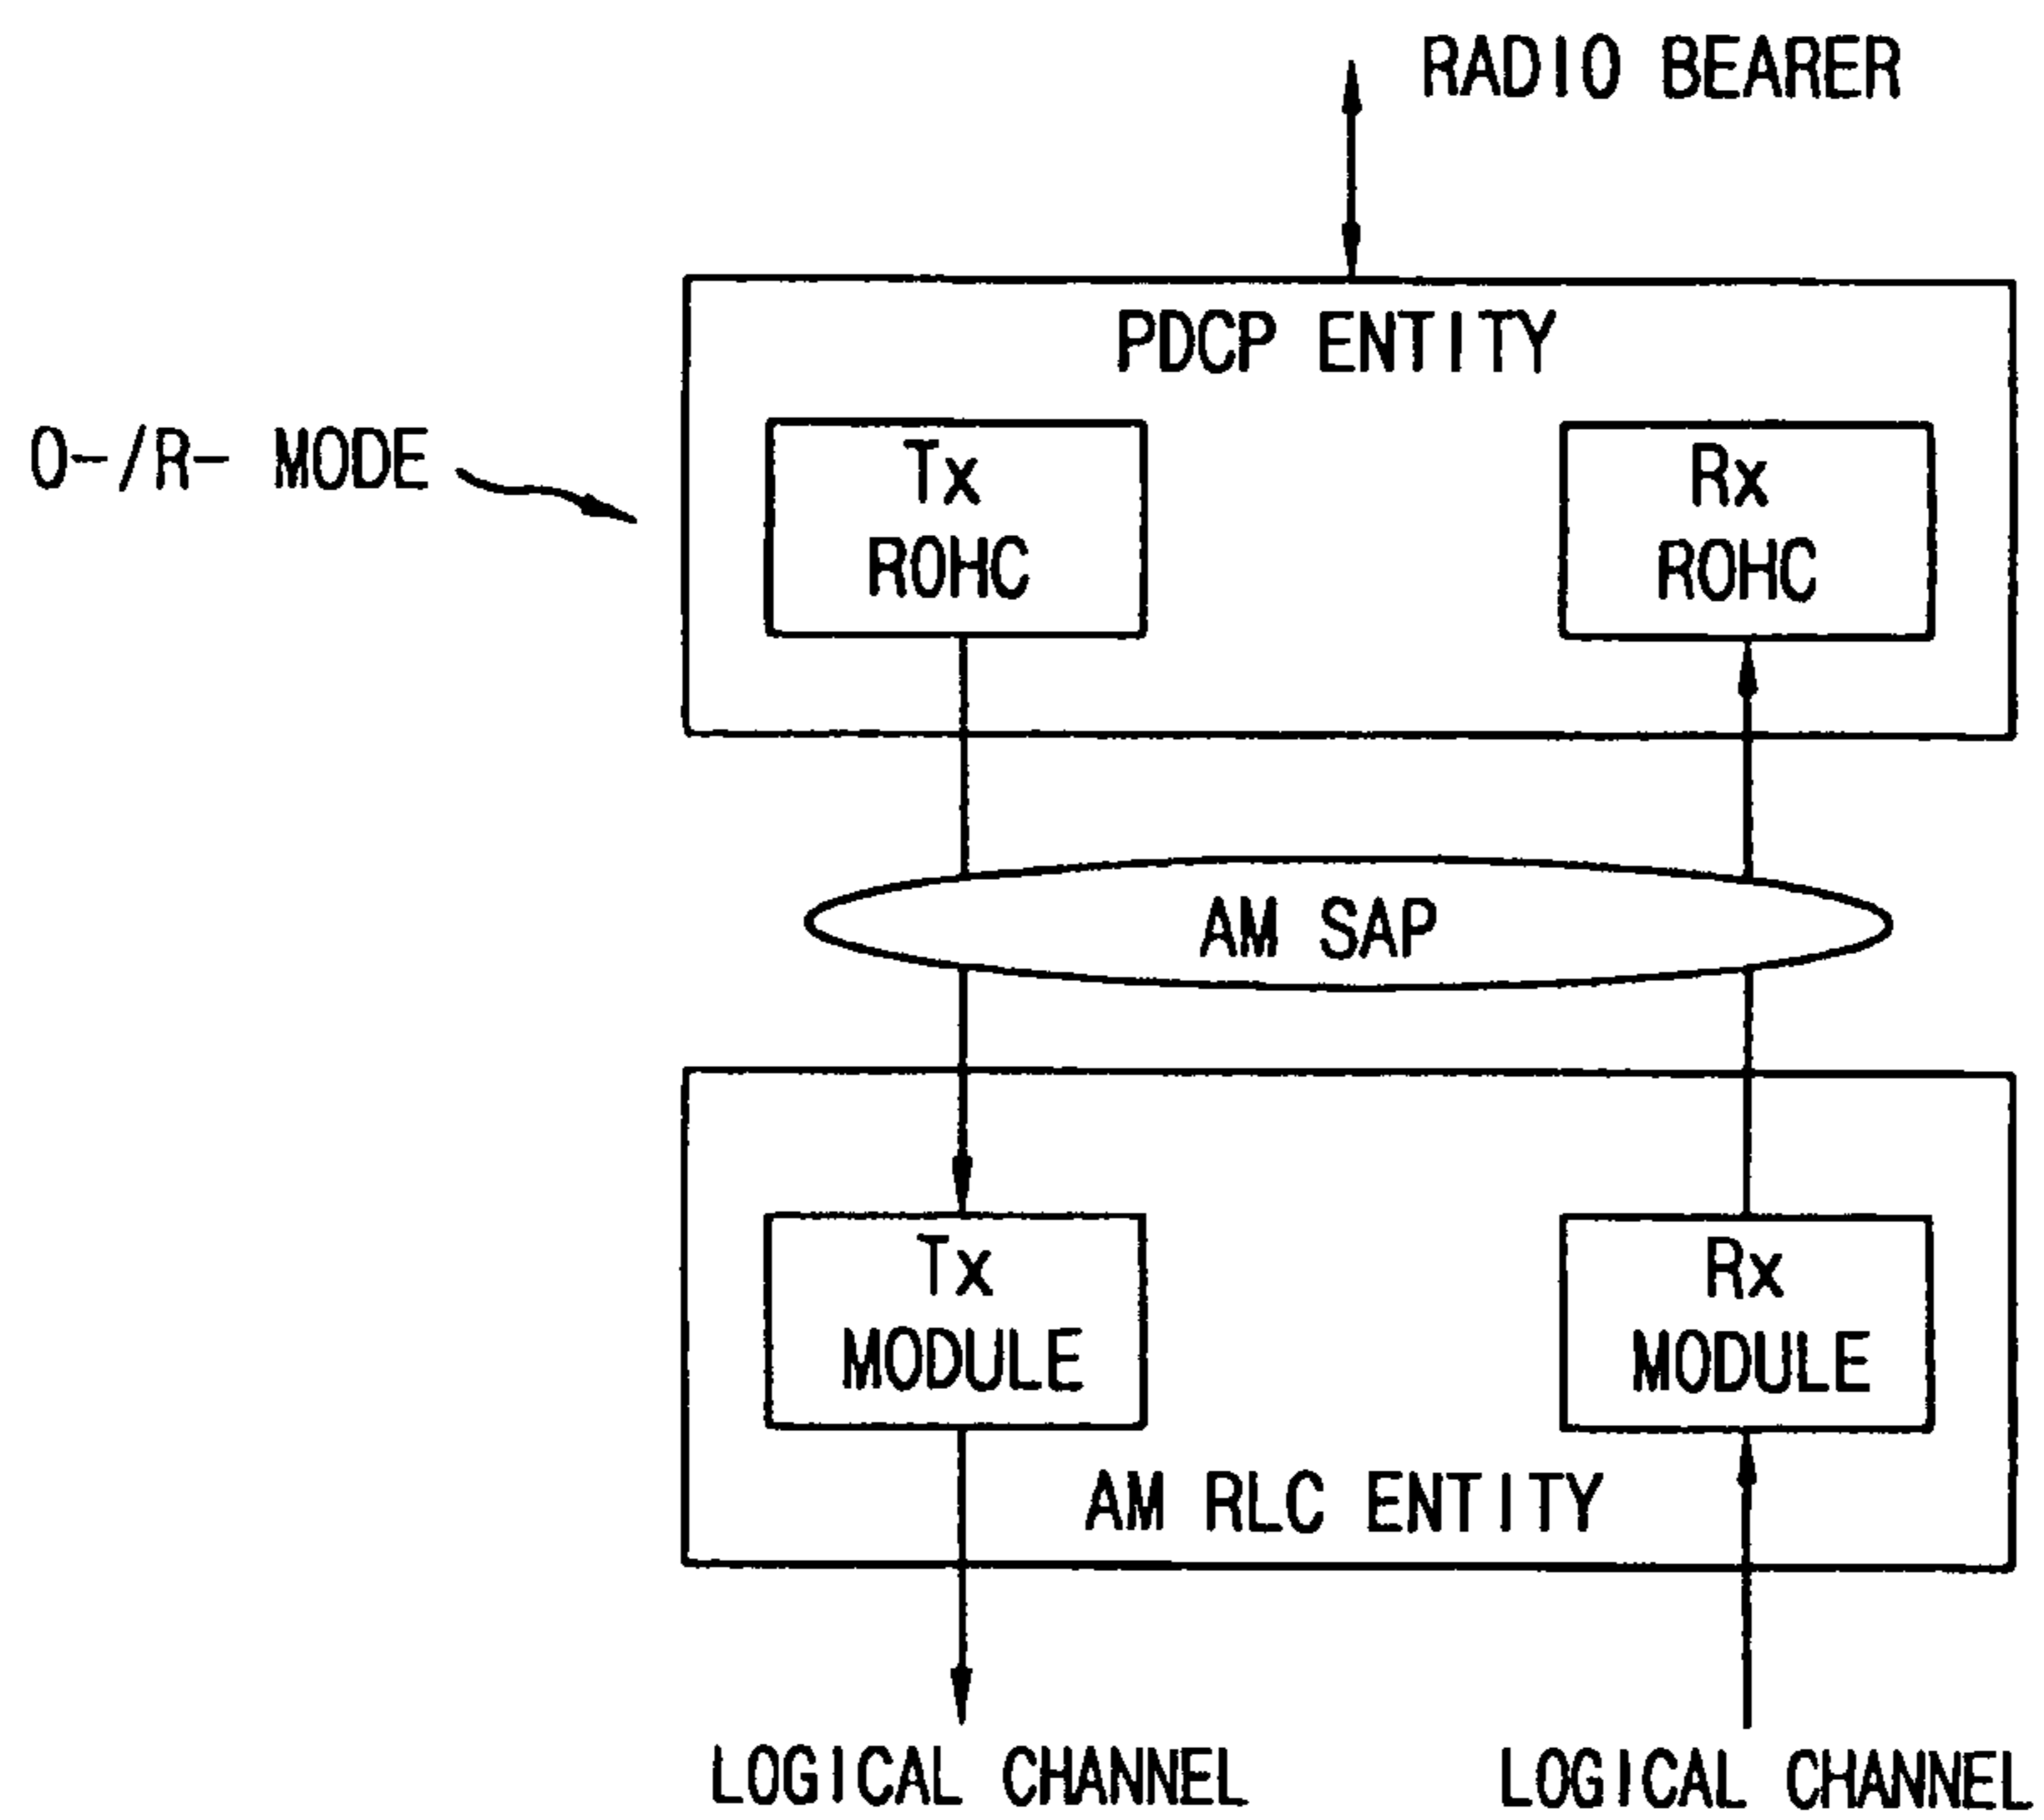 RADIO BEARER
PDCP ENTITY
O-/R- MODE
Tx
ROHC
Rx
ROHC
AM SAP
Tx
MODULE
Rx
MODULE
AM RLC ENTITY
LOGICAL CHANNEL
LOGICAL CHANNEL